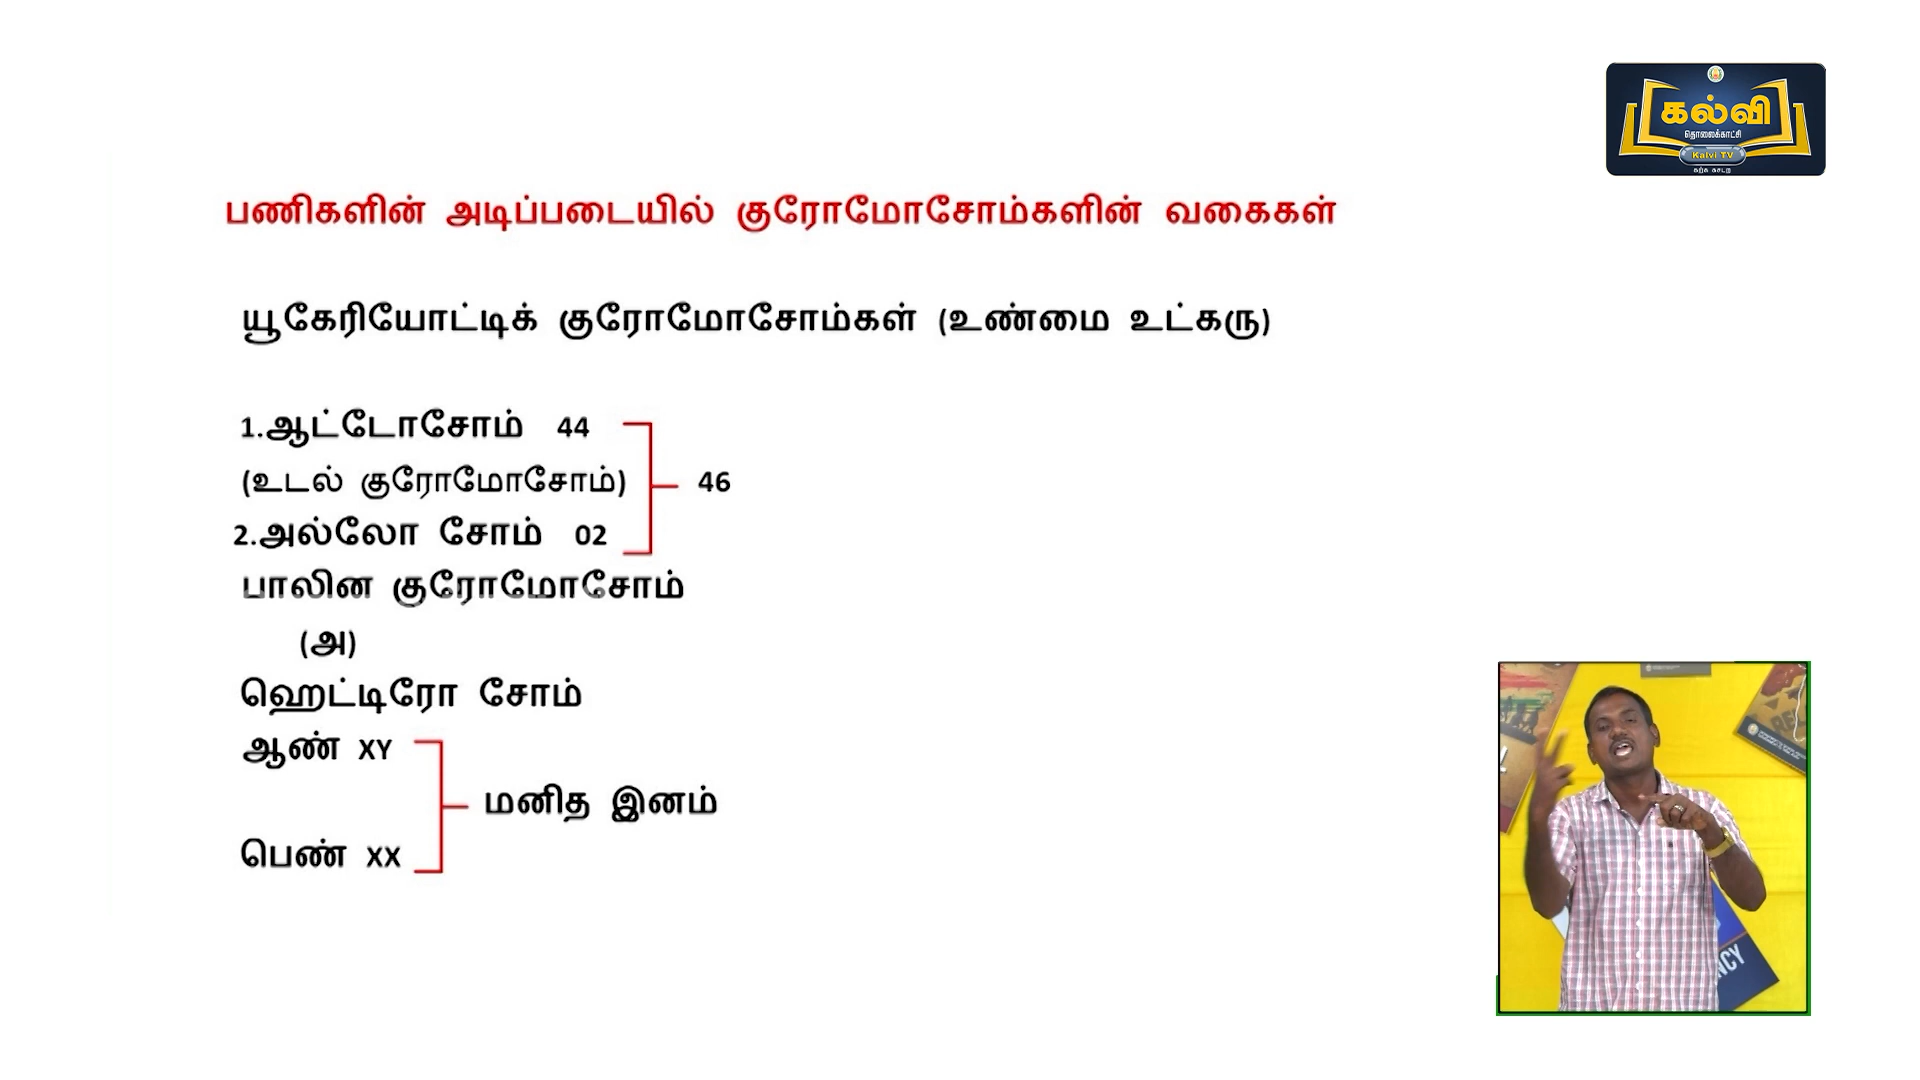 கல்வி
தொலைக்காட்சி
Kalvi TV
பணிகளின் அடிப்படையில் குரோமோசோம்களின் வகைகள்
யூகேரியோட்டிக் குரோமோசோம்கள் (உண்மை உட்கரு)
1.ஆட்டோசோம் 44
(உடல் குரோமோசோம்) 46
2.அல்லோ சோம் 02
பாலின குரோமோசோம்
(அ)
ஹெட்டிரோ சோம்
ஆண் XY
மனித இனம்
பெண் XX
NCY